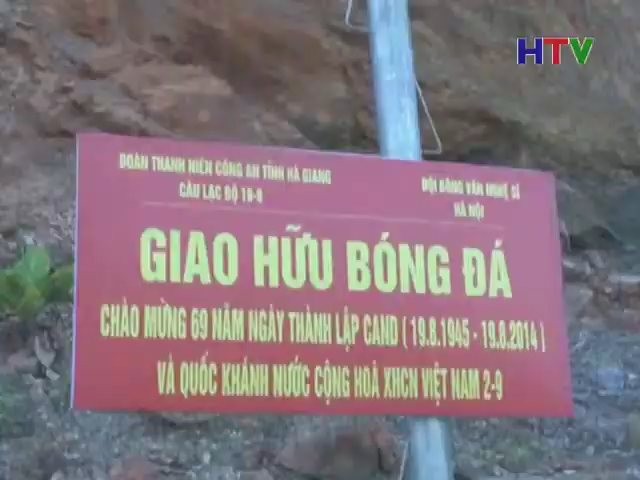 HTV
ĐOÀN THANH NIÊN CÔNG AN TỈNH HÀ GIANG
CÂU LẠC BỘ 19-8
ĐỘI BÓNG VĂN NGHỆ SĨ
HÀ NỘI
GIAO HỮU BÓNG ĐÁ
CHÀO MỪNG 69 NĂM NGÀY THÀNH LẬP CAND ( 19.8.1945 - 19.8.2014 )
VÀ QUỐC KHÁNH NƯỚC CỘNG HOÀ XHCN VIỆT NAM 2-9